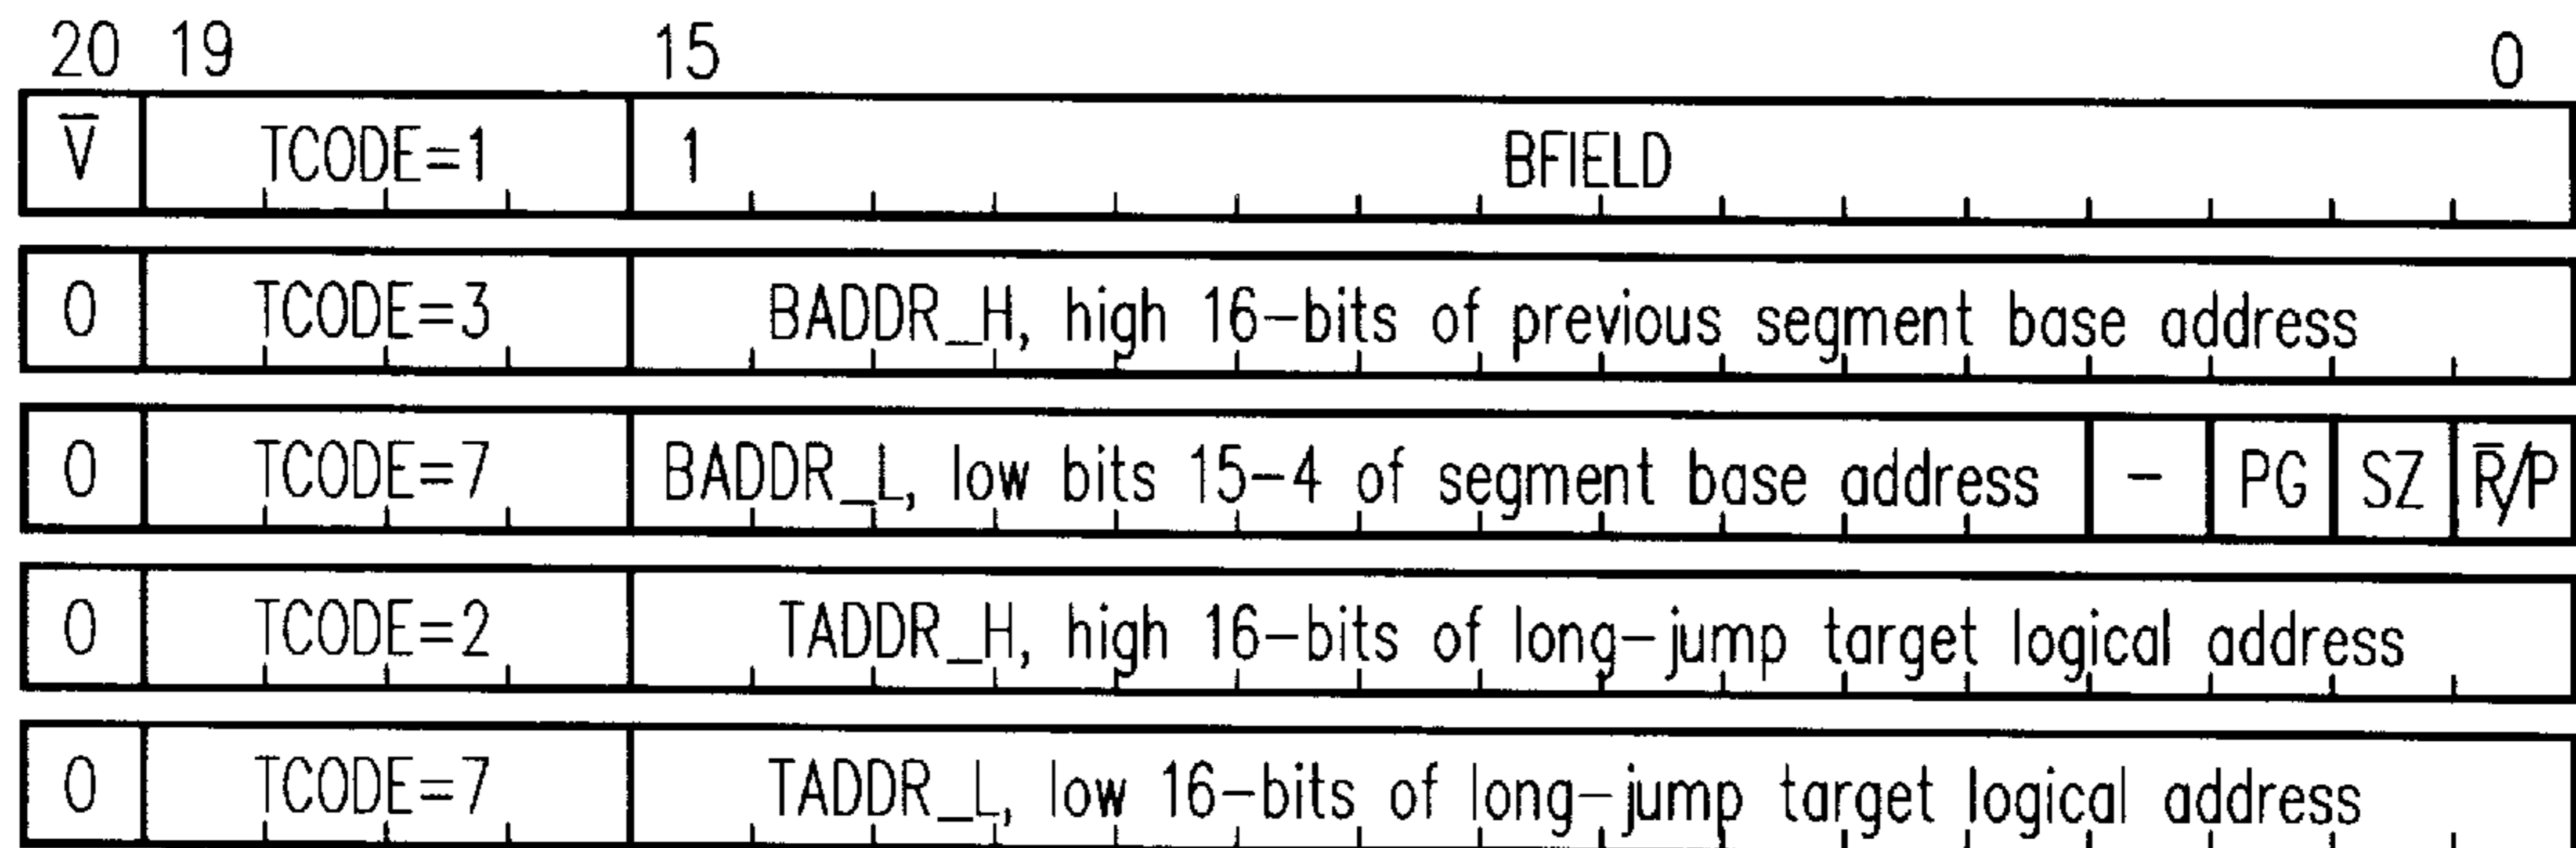 20 19 15 0
V̅ TCODE=1 1 BFIELD
0 TCODE=3 BADDR_H, high 16-bits of previous segment base address
0 TCODE=7 BADDR_L, low bits 15-4 of segment base address - PG SZ R̅/P
0 TCODE=2 TADDR_H, high 16-bits of long-jump target logical address
0 TCODE=7 TADDR_L, low 16-bits of long-jump target logical address